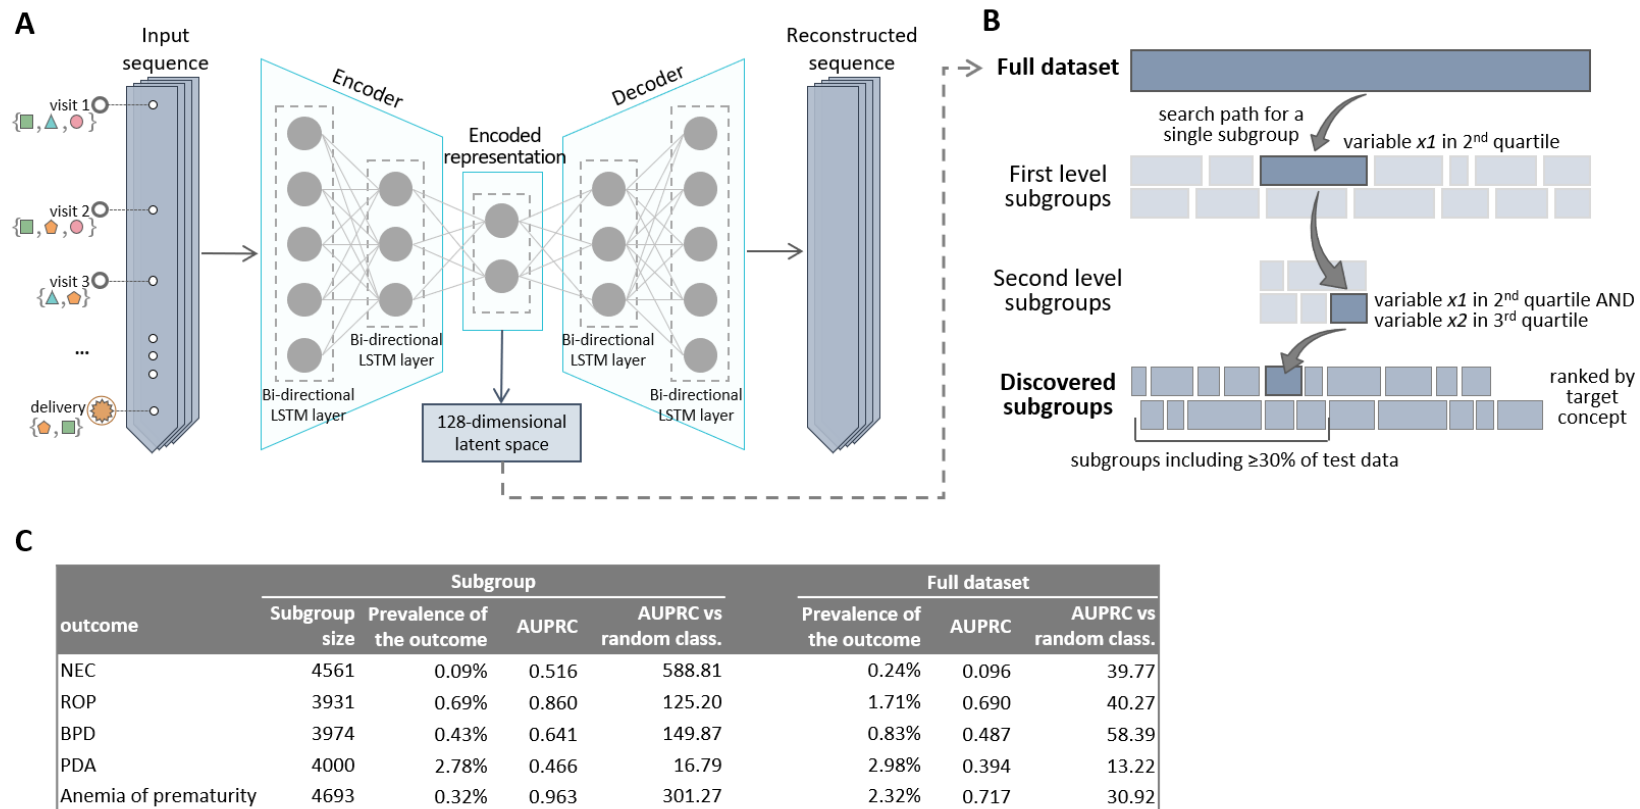 A
Input
sequence
visit 1
{ , , }
visit 2
{ , , }
visit 3
{ , }
...
delivery
{ , }
Encoder
Bi-directional
LSTM layer
Bi-directional
LSTM layer
Encoded
representation
128-dimensional
latent space
Decoder
Bi-directional
LSTM layer
Bi-directional
LSTM layer
Reconstructed
sequence
B
Full dataset
search path for a
single subgroup
variable x1 in 2nd quartile
First level
subgroups
Second level
subgroups
variable x1 in 2nd quartile AND
variable x2 in 3rd quartile
Discovered
subgroups
ranked by
target
concept
subgroups including ≥30% of test data
C
Subgroup Full dataset
outcome Subgroup size Prevalence of the outcome AUPRC AUPRC vs random class. Prevalence of the outcome AUPRC AUPRC vs random class.
NEC 4561 0.09% 0.516 588.81 0.24% 0.096 39.77
ROP 3931 0.69% 0.860 125.20 1.71% 0.690 40.27
BPD 3974 0.43% 0.641 149.87 0.83% 0.487 58.39
PDA 4000 2.78% 0.466 16.79 2.98% 0.394 13.22
Anemia of prematurity 4693 0.32% 0.963 301.27 2.32% 0.717 30.92